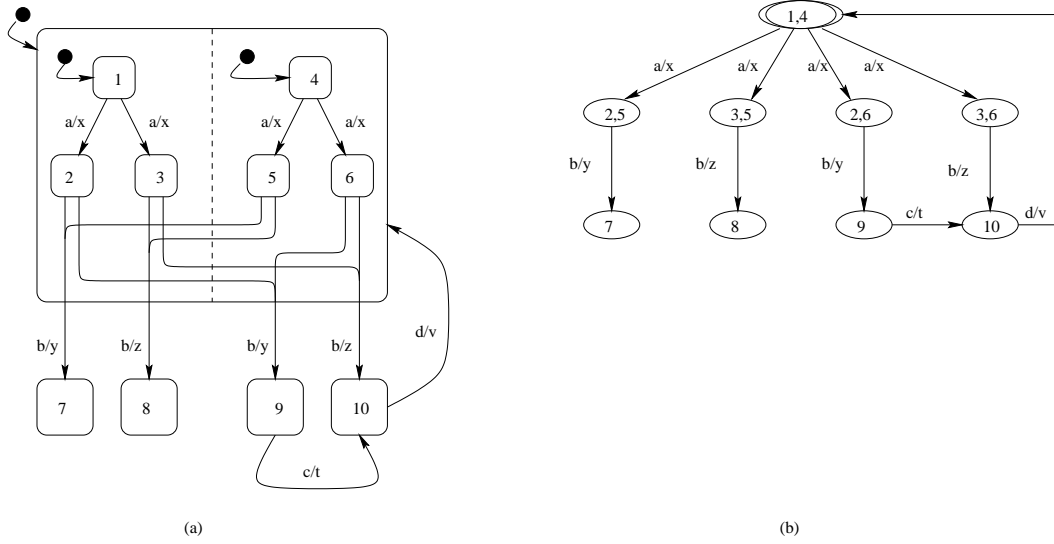 1,4
a/x
a/x
a/x
a/x
1
4
a/x
a/x
a/x
a/x
2,5
3,5
2,6
3,6
b/y
b/z
b/y
b/z
2
3
5
6
7
8
9
c/t
10
d/v
b/y
b/z
b/y
b/z
d/v
7
8
9
10
c/t
(a)
(b)